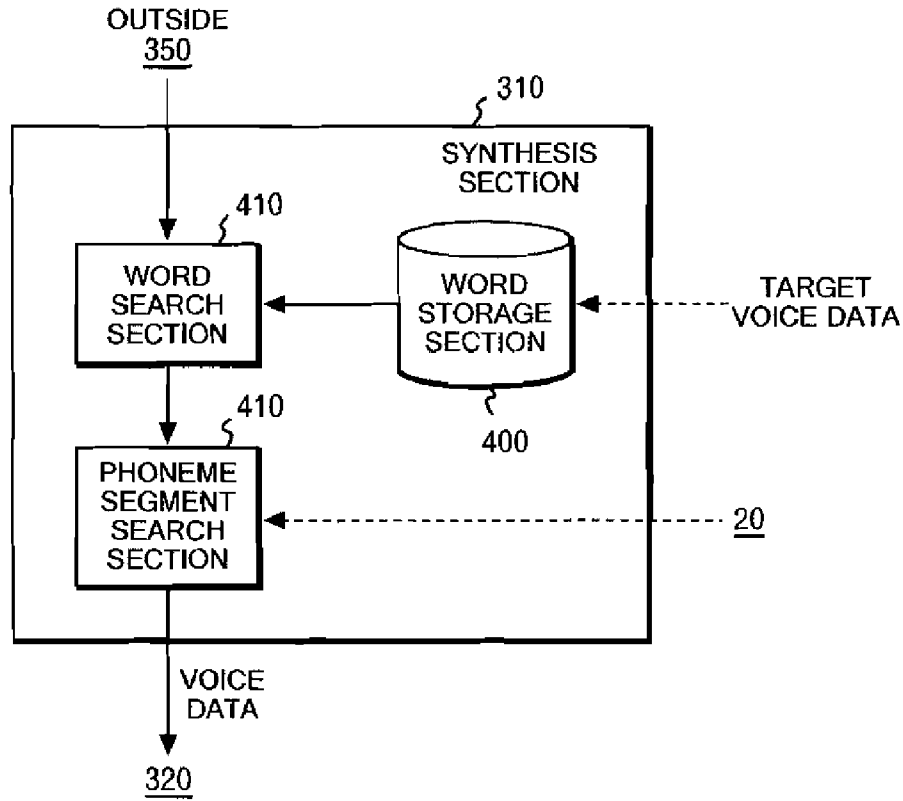 OUTSIDE
350
310
SYNTHESIS
SECTION
410
WORD
SEARCH
SECTION
WORD
STORAGE
SECTION
400
TARGET
VOICE DATA
410
PHONEME
SEGMENT
SEARCH
SECTION
20
VOICE
DATA
320